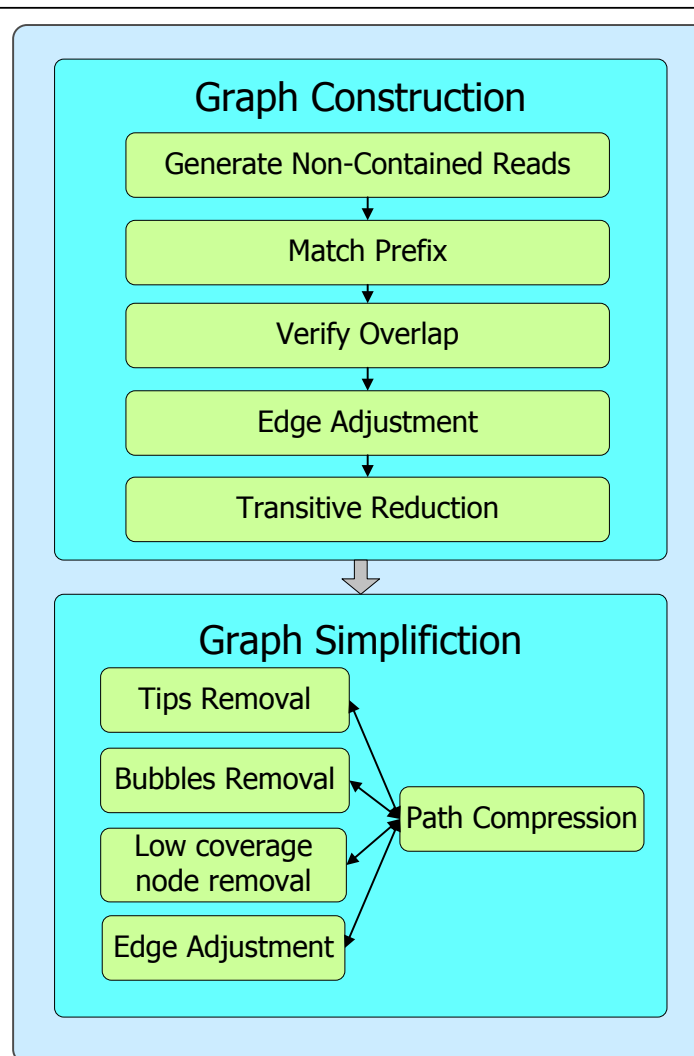 Graph Construction
Generate Non-Contained Reads
Match Prefix
Verify Overlap
Edge Adjustment
Transitive Reduction
Graph Simplifiction
Tips Removal
Bubbles Removal
Path Compression
Low coverage
node removal
Edge Adjustment